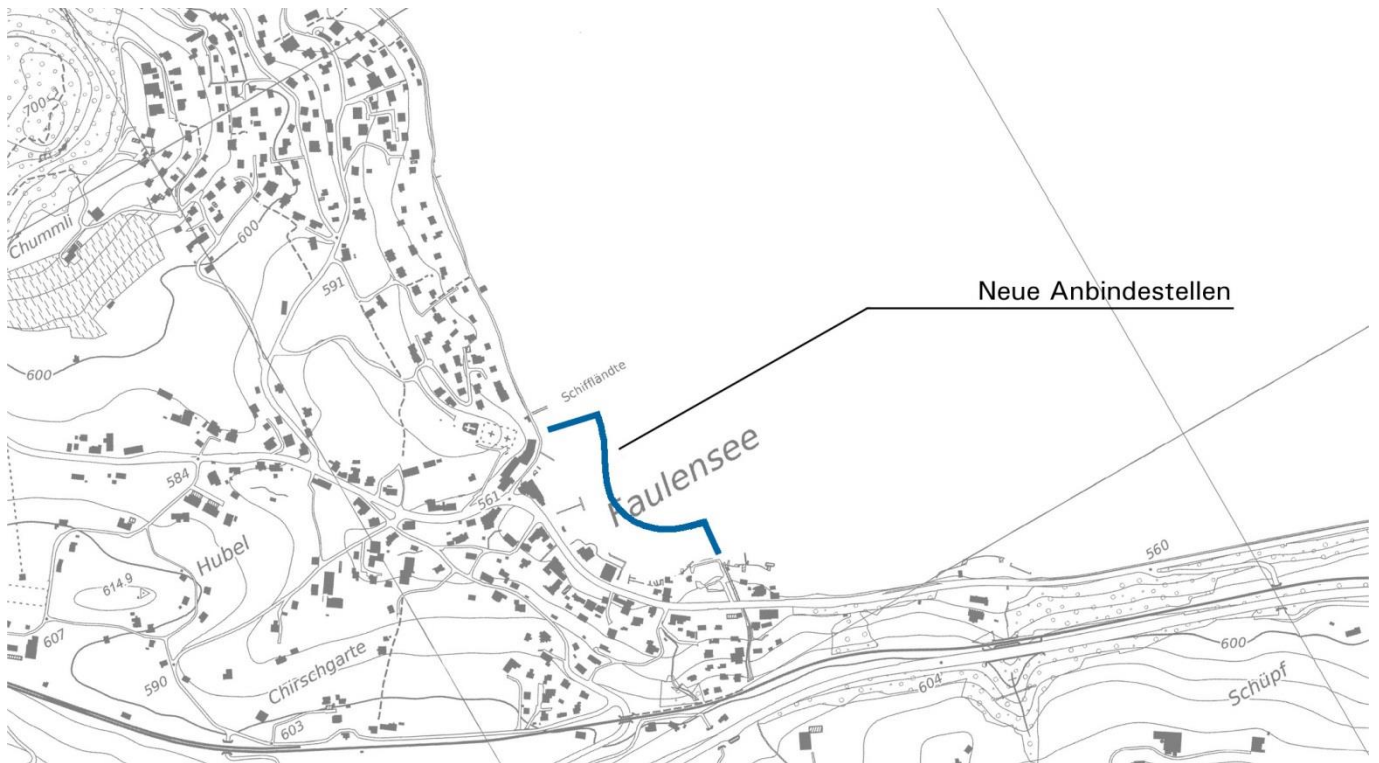 700
Chummli
600
591
Neue Anbindestellen
600
Schiffländte
Faulensee
584
561
Hubel
614.9
560
607
590
Chirschgarte
600
604
Schüpf
603